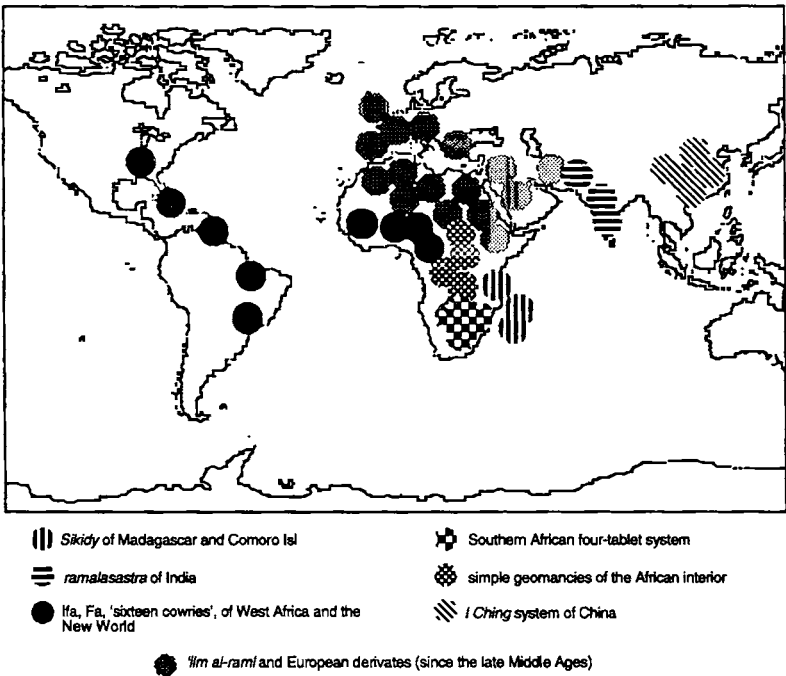 Sikidy of Madagascar and Comoro Isl
Southern African four-tablet system
ramalasastra of India
simple geomancies of the African interior
Ifa, Fa, 'sixteen cowries', of West Africa and the
New World
I Ching system of China
'Ilm al-raml and European derivates (since the late Middle Ages)